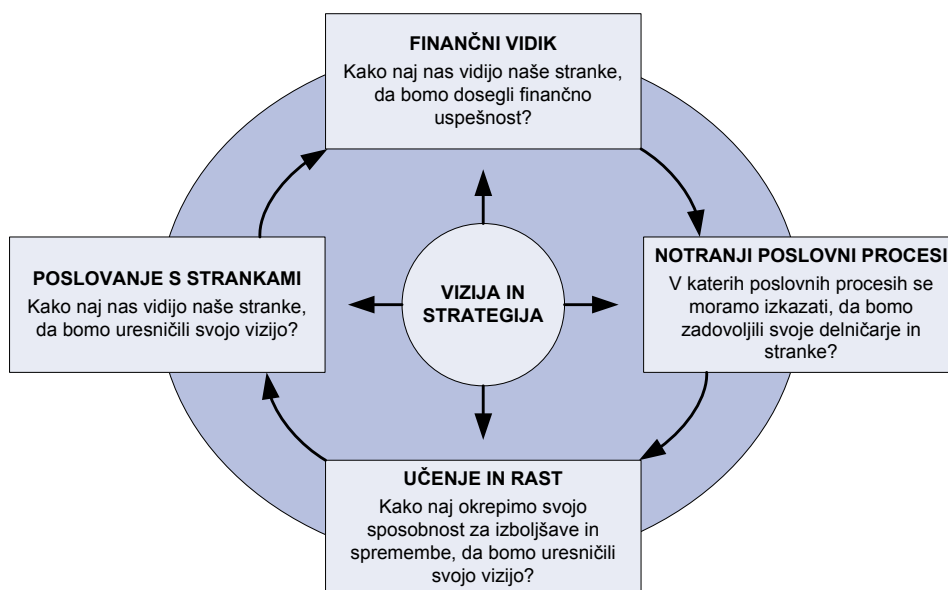 FINANČNI VIDIK
Kako naj nas vidijo naše stranke,
da bomo dosegli finančno
uspešnost?
POSLOVANJE S STRANKAMI
Kako naj nas vidijo naše stranke,
da bomo uresničili svojo vizijo?
VIZIJA IN
STRATEGIJA
NOTRANJI POSLOVNI PROCESI
V katerih poslovnih procesih se
moramo izkazati, da bomo
zadovoljili svoje delničarje in
stranke?
UČENJE IN RAST
Kako naj okrepimo svojo
sposobnost za izboljšave in
spremembe, da bomo uresničili
svojo vizijo?